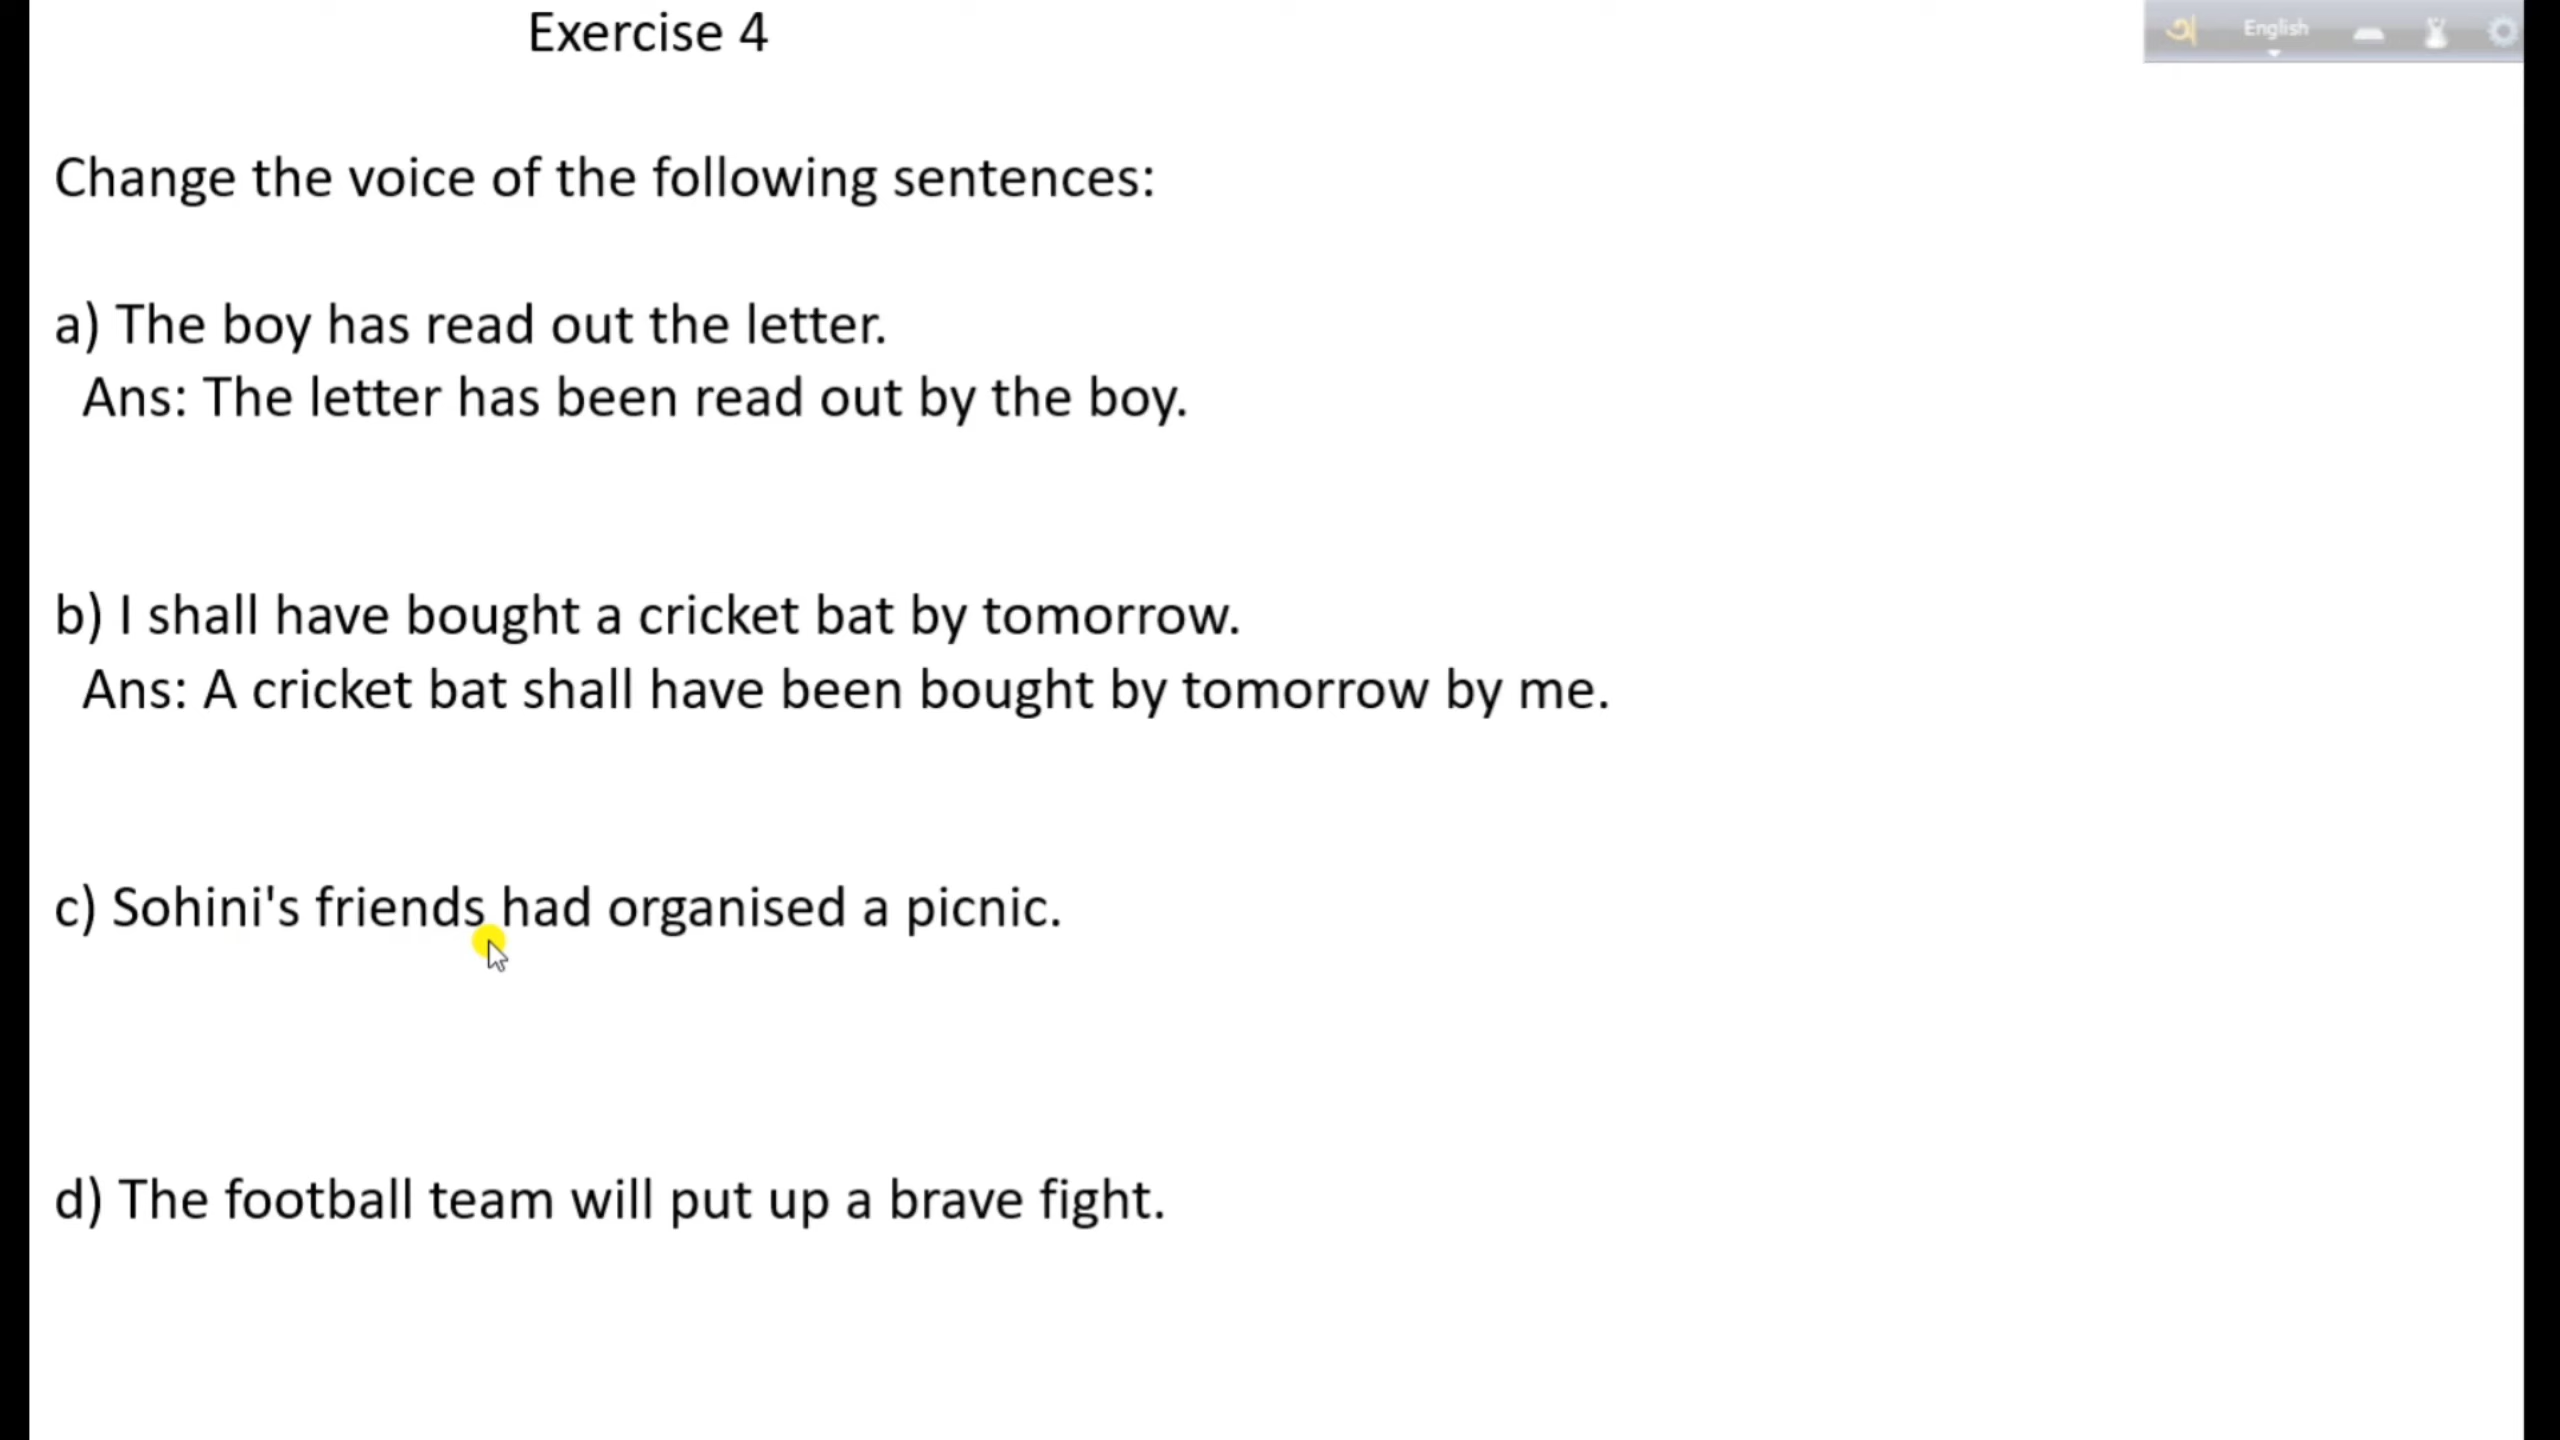 Exercise 4
অ English
Change the voice of the following sentences:
a) The boy has read out the letter.
Ans: The letter has been read out by the boy.
b) I shall have bought a cricket bat by tomorrow.
Ans: A cricket bat shall have been bought by tomorrow by me.
c) Sohini's friends had organised a picnic.
d) The football team will put up a brave fight.